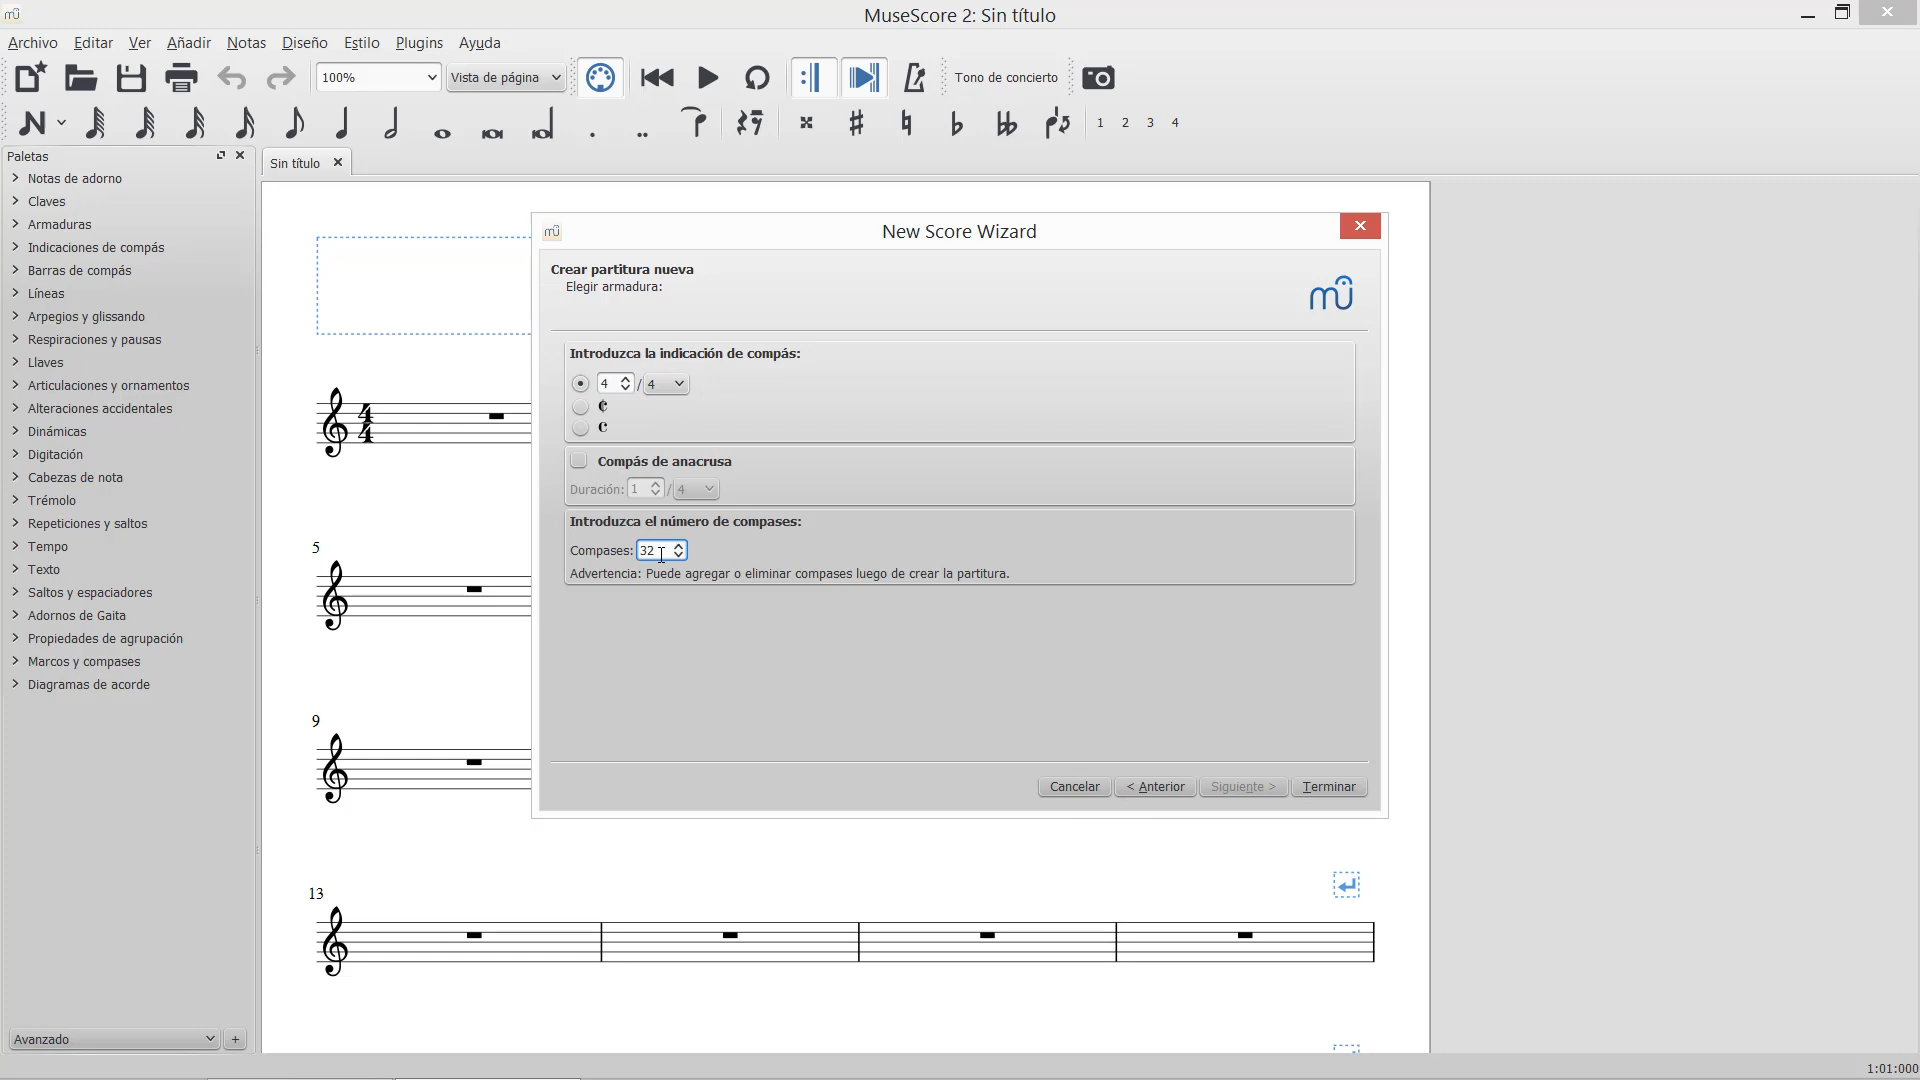 MuseScore 2: Sin título
Archivo Editar Ver Añadir Notas Diseño Estilo Plugins Ayuda
100% Vista de página Tono de concierto
1 2 3 4
Paletas
Sin título
Notas de adorno
Claves
Armaduras
Indicaciones de compás
Barras de compás
Líneas
Arpegios y glissando
Respiraciones y pausas
Llaves
Articulaciones y ornamentos
Alteraciones accidentales
Dinámicas
Digitación
Cabezas de nota
Trémolo
Repeticiones y saltos
Tempo
Texto
Saltos y espaciadores
Adornos de Gaita
Propiedades de agrupación
Marcos y compases
Diagramas de acorde
Avanzado +
4
4
5
9
13
New Score Wizard
Crear partitura nueva
Elegir armadura:
mu
Introduzca la indicación de compás:
4 / 4
Compás de anacrusa
Duración: 1 / 4
Introduzca el número de compases:
Compases: 32
Advertencia: Puede agregar o eliminar compases luego de crear la partitura.
Cancelar < Anterior Siguiente > Terminar
1:01:000